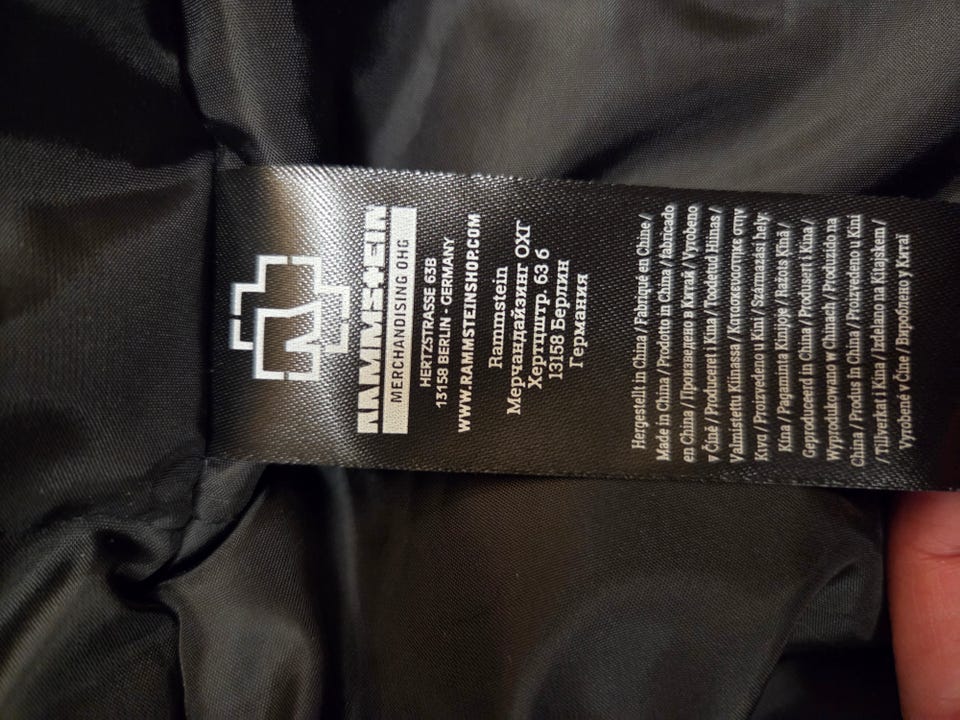 RAMMSTEIN
MERCHANDISING OHG
HERTZSTRASSE 63B
13158 BERLIN - GERMANY
WWW.RAMMSTEINSHOP.COM
Rammstein
Мерчандайзинг ОХГ
Хертцштр. 63 б
13158 Берлин
Германия
Hergestellt in China / Fabriqué en Chine /
Made in China / Prodotto in China / fabricado
en China / Произведено в Китай / Vyrobeno
v Číně / Produceret i Kina / Toodetud Hiinas /
Valmistettu Kiinassa / Κατασκευάστηκε στην
Κίνα / Proizvedeno u Kini / Származási hely:
Kína / Pagaminta Kinijoje / Ražots Ķīnā /
Geproduceerd in China / Produsert i Kina /
Wyprodukowano w Chinach / Produzido na
China / Produs in China / Proizvedeno u Kini
/ Tillverkat i Kina / Izdelano na Kitajskem /
Vyrobené v Číne / Вироблено у Китаї